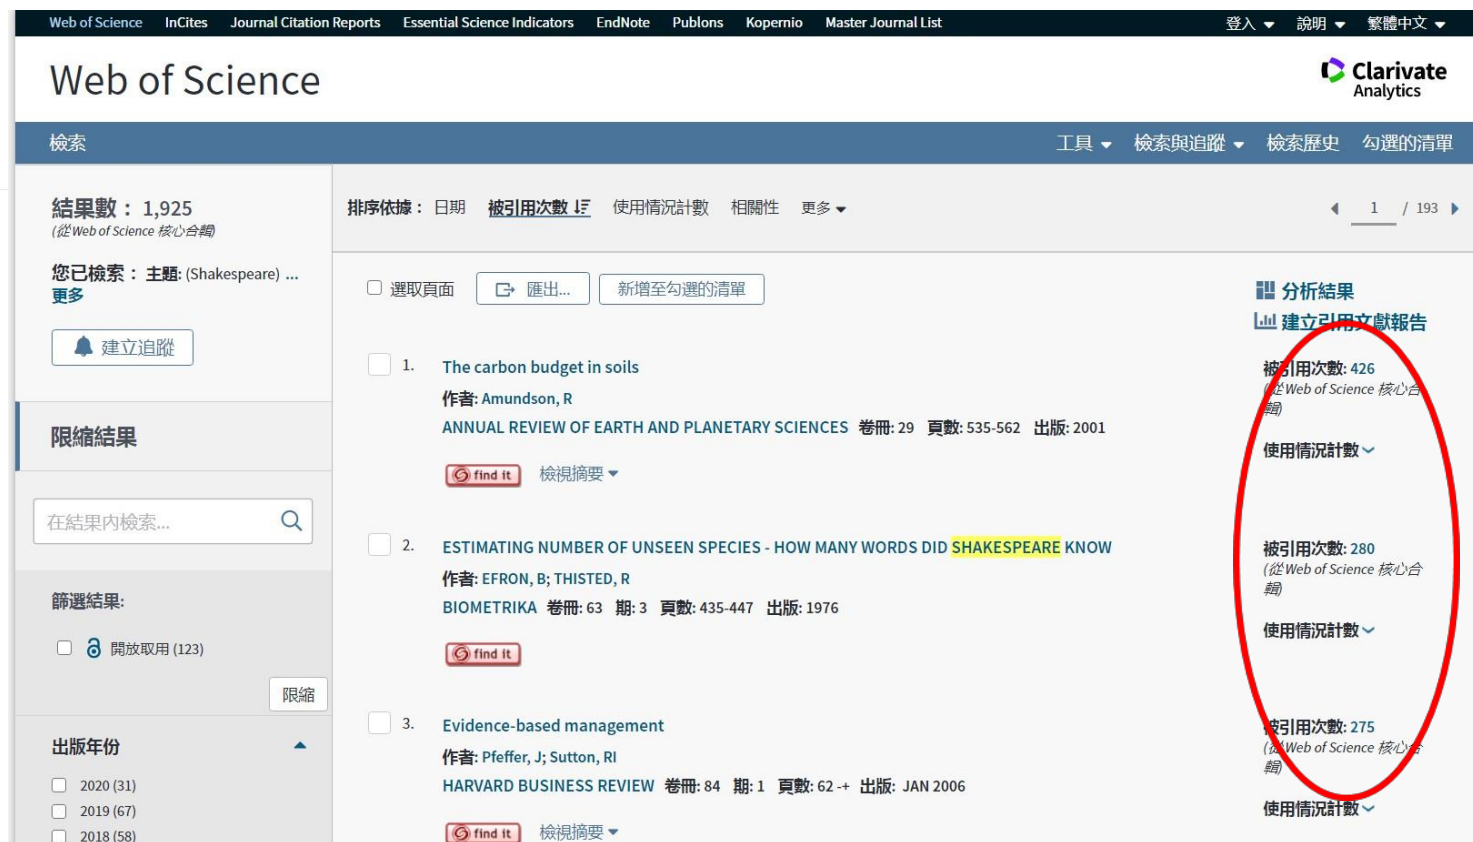 Web of Science InCites Journal Citation Reports Essential Science Indicators EndNote Publons Kopernio Master Journal List 登入 說明 繁體中文
Web of Science
Clarivate
Analytics
檢索 工具 檢索與追蹤 檢索歷史 勾選的清單
結果數：1,925
(從 Web of Science 核心合輯)
您已檢索：主題: (Shakespeare) ...
更多
建立追蹤
限縮結果
在結果内檢索...
篩選結果:
開放取用 (123)
限縮
出版年份
2020 (31)
2019 (67)
2018 (58)
排序依據：日期 被引用次數 使用情況計數 相關性 更多
1 / 193
選取頁面 匯出... 新增至勾選的清單
分析結果
建立引用文獻報告
1. The carbon budget in soils
作者: Amundson, R
ANNUAL REVIEW OF EARTH AND PLANETARY SCIENCES 卷冊: 29 頁數: 535-562 出版: 2001
find it 檢視摘要
被引用次數: 426
(從 Web of Science 核心合
輯)
使用情況計數
2. ESTIMATING NUMBER OF UNSEEN SPECIES - HOW MANY WORDS DID SHAKESPEARE KNOW
作者: EFRON, B; THISTED, R
BIOMETRIKA 卷冊: 63 期: 3 頁數: 435-447 出版: 1976
find it
被引用次數: 280
(從 Web of Science 核心合
輯)
使用情況計數
3. Evidence-based management
作者: Pfeffer, J; Sutton, RI
HARVARD BUSINESS REVIEW 卷冊: 84 期: 1 頁數: 62-+ 出版: JAN 2006
find it 檢視摘要
被引用次數: 275
(從 Web of Science 核心合
輯)
使用情況計數